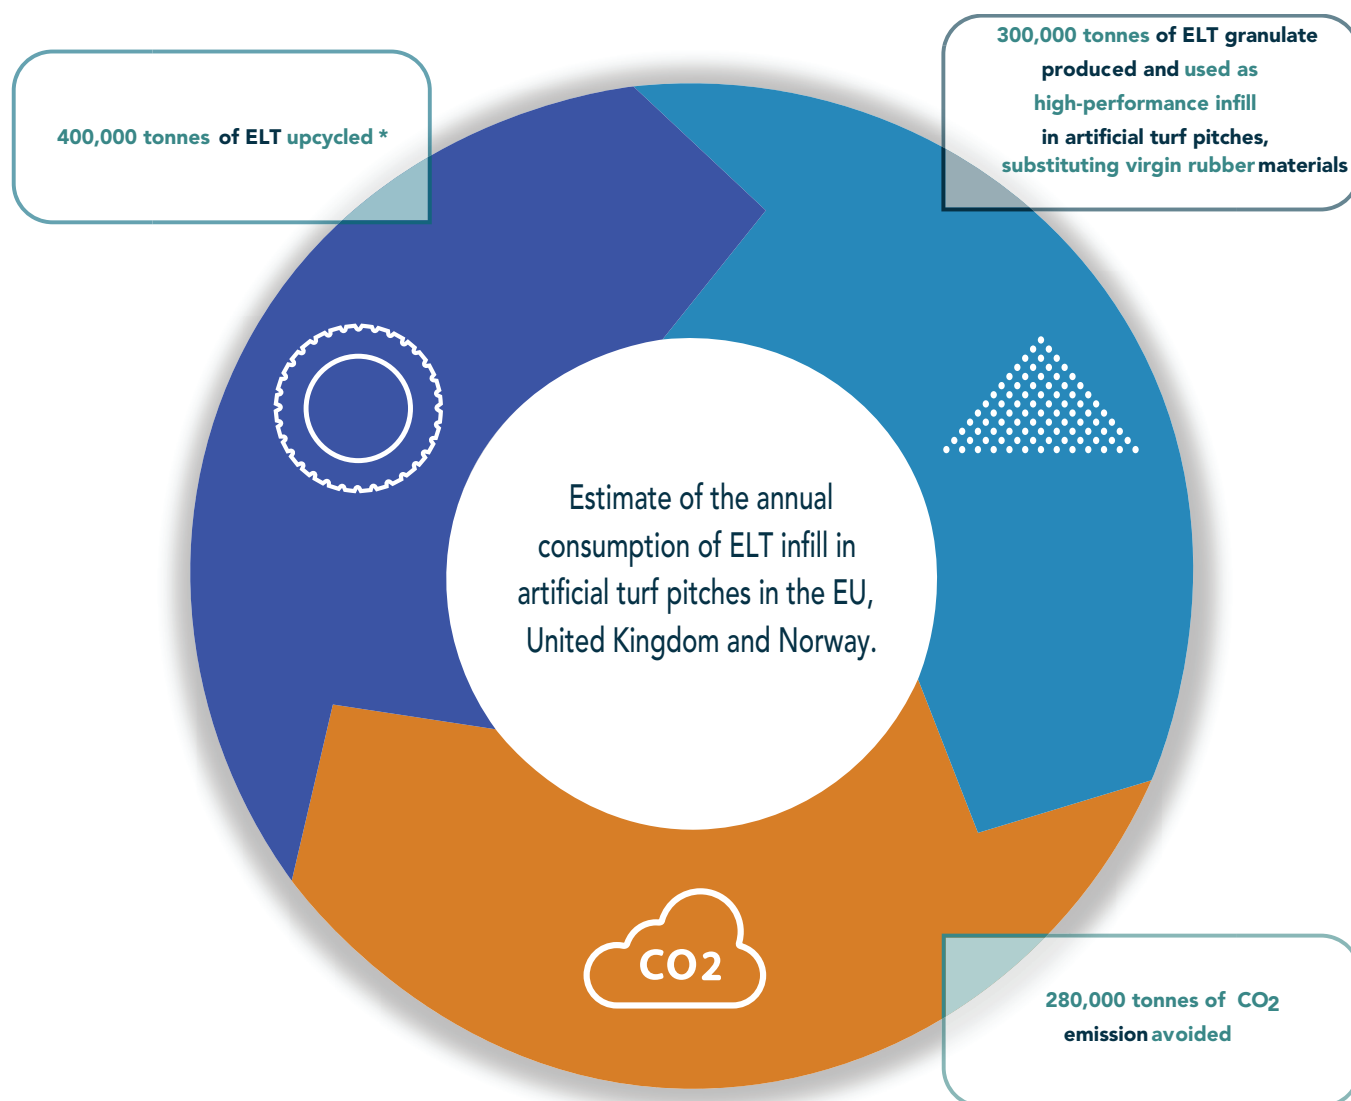 400,000 tonnes of ELT upcycled *
300,000 tonnes of ELT granulate
produced and used as
high-performance infill
in artificial turf pitches,
substituting virgin rubber materials
Estimate of the annual
consumption of ELT infill in
artificial turf pitches in the EU,
United Kingdom and Norway.
CO2
280,000 tonnes of CO2
emission avoided